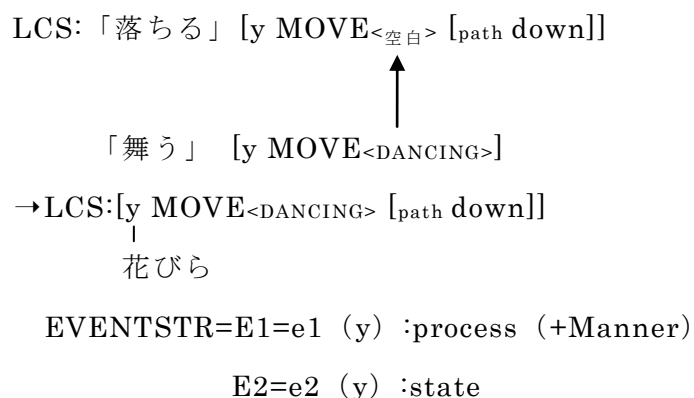 LCS:「落ちる」[y MOVE<空白> [path down]]
「舞う」 [y MOVE<DANCING>]
→LCS:[y MOVE<DANCING> [path down]]
花びら
EVENTSTR=E1=e1（y）:process（+Manner）
E2=e2（y）:state